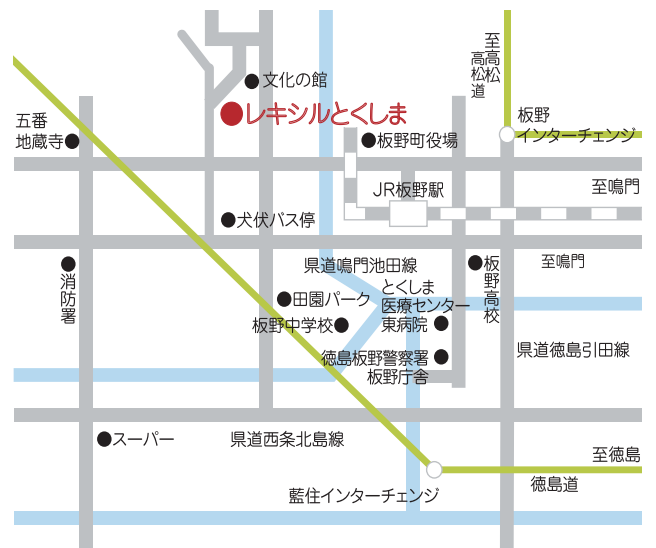 至高松
高松道
文化の館
レキシルとくしま
板野
インターチェンジ
五番
地蔵寺
板野町役場
JR板野駅
至鳴門
犬伏バス停
県道鳴門池田線
至鳴門
消防署
板野高校
とくしま
医療センター
東病院
田園パーク
板野中学校
県道徳島引田線
徳島板野警察署
板野庁舎
スーパー
県道西条北島線
至徳島
徳島道
藍住インターチェンジ